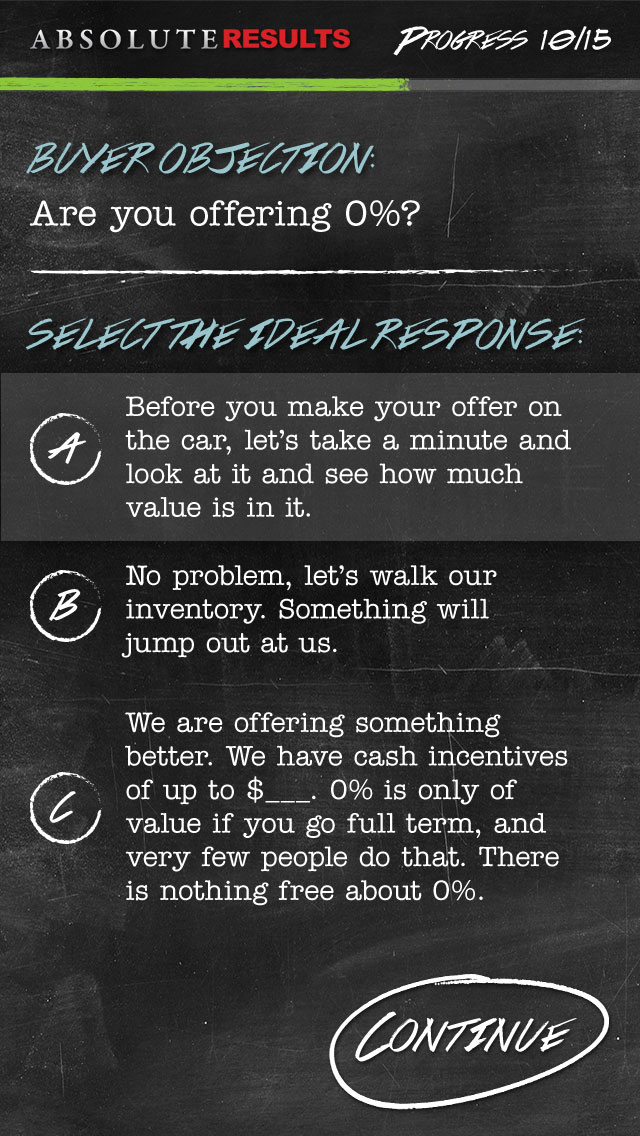 ABSOLUTERESULTS
PROGRESS 10/15
BUYER OBJECTION:
Are you offering 0%?
SELECT THE IDEAL RESPONSE:
A
Before you make your offer on
the car, let's take a minute and
look at it and see how much
value is in it.
B
No problem, let's walk our
inventory. Something will
jump out at us.
C
We are offering something
better. We have cash incentives
of up to $___. 0% is only of
value if you go full term, and
very few people do that. There
is nothing free about 0%.
CONTINUE